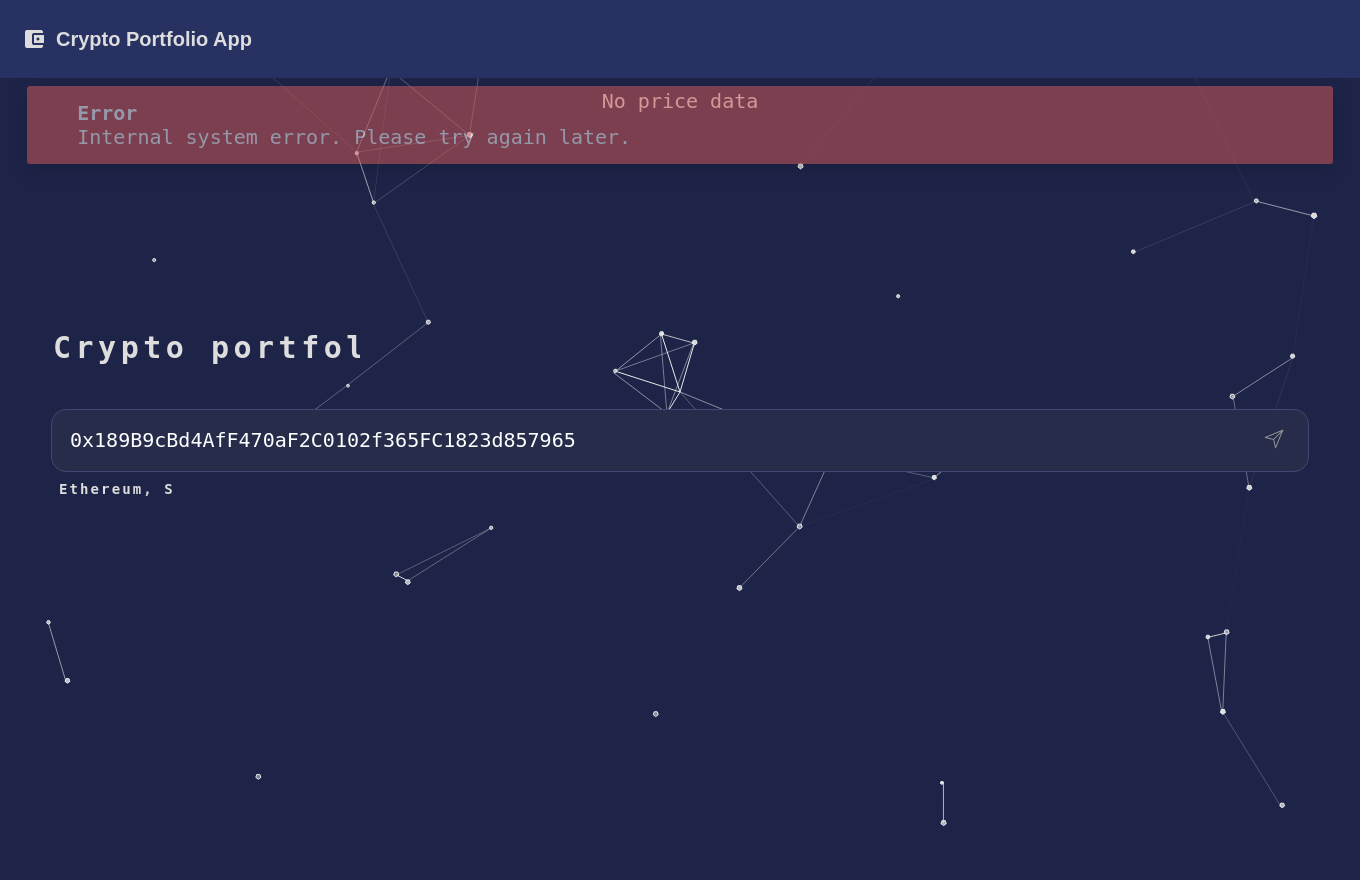 Crypto Portfolio App
No price data
Error
Internal system error. Please try again later.
Crypto portfol
0x189B9cBd4AfF470aF2C0102f365FC1823d857965
Ethereum, S